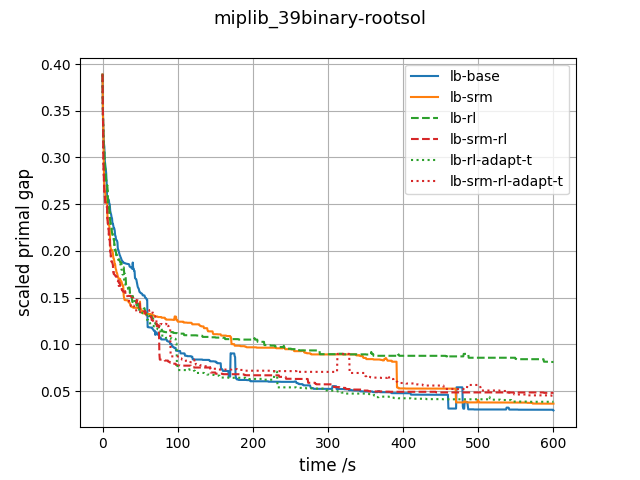 miplib_39binary-rootsol
scaled primal gap
0.40
0.35
0.30
0.25
0.20
0.15
0.10
0.05
lb-base
lb-srm
lb-rl
lb-srm-rl
lb-rl-adapt-t
lb-srm-rl-adapt-t
0 100 200 300 400 500 600
time /s